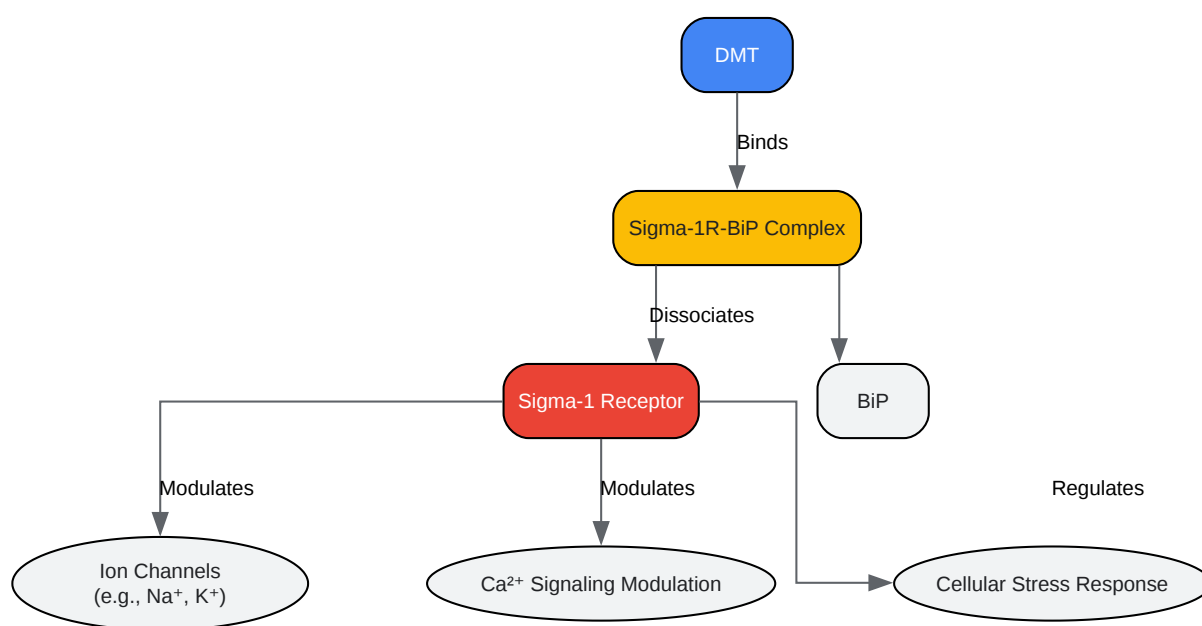 DMT
Binds
Sigma-1R-BiP Complex
Dissociates
Sigma-1 Receptor
BiP
Modulates
Modulates
Regulates
Ion Channels
(e.g., Na⁺, K⁺)
Ca²⁺ Signaling Modulation
Cellular Stress Response